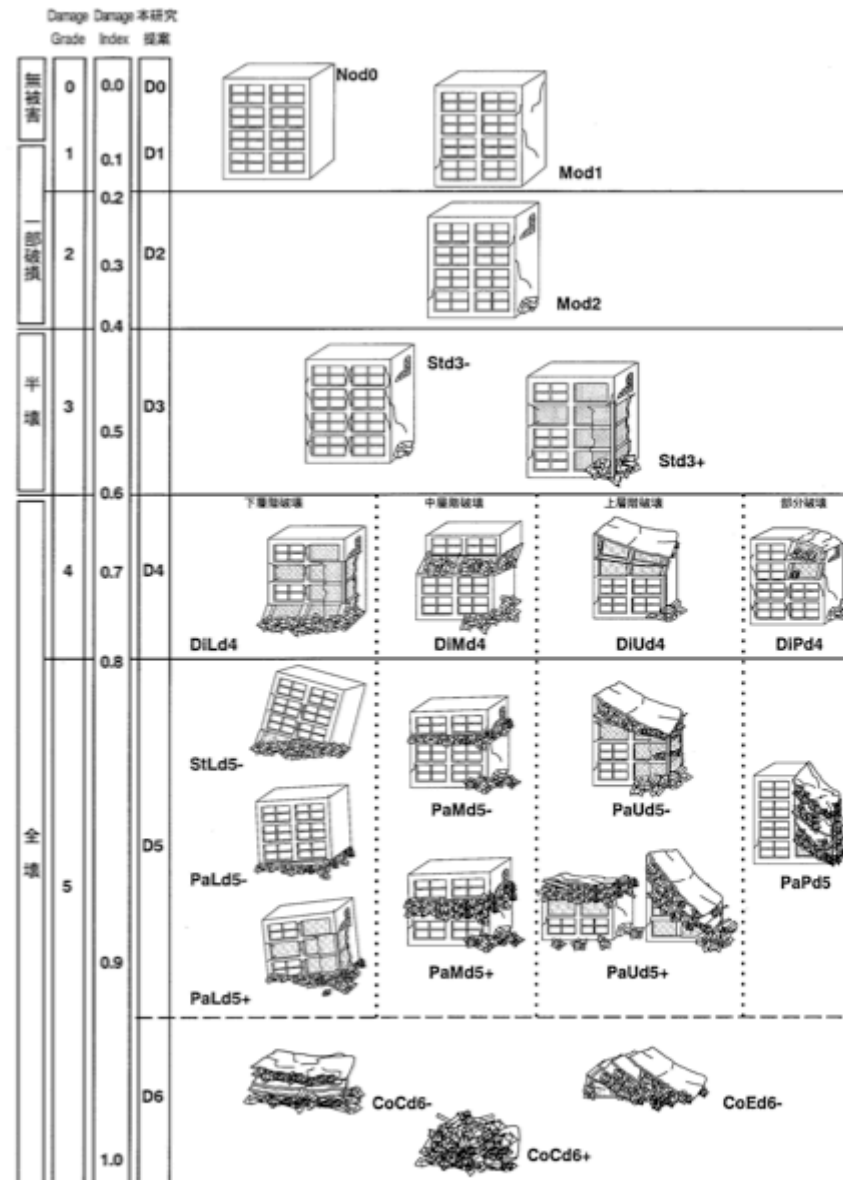 Damage Damage 本研究
Grade Index 提案
無被害
0 0.0 D0
Nod0
1 0.1 D1
Mod1
0.2
一部破損
2 0.3 D2
Mod2
0.4
半壊
3 0.5 D3
Std3-
Std3+
0.6
下層階破壊 中層階破壊 上層階破壊 部分破壊
4 0.7 D4
DiLd4 DiMd4 DiUd4 DiPd4
0.8
全壊
StLd5-
PaMd5- PaUd5-
5 D5
PaLd5-
PaPd5
0.9
PaLd5+ PaMd5+ PaUd5+
D6
CoCd6- CoEd6-
CoCd6+
1.0